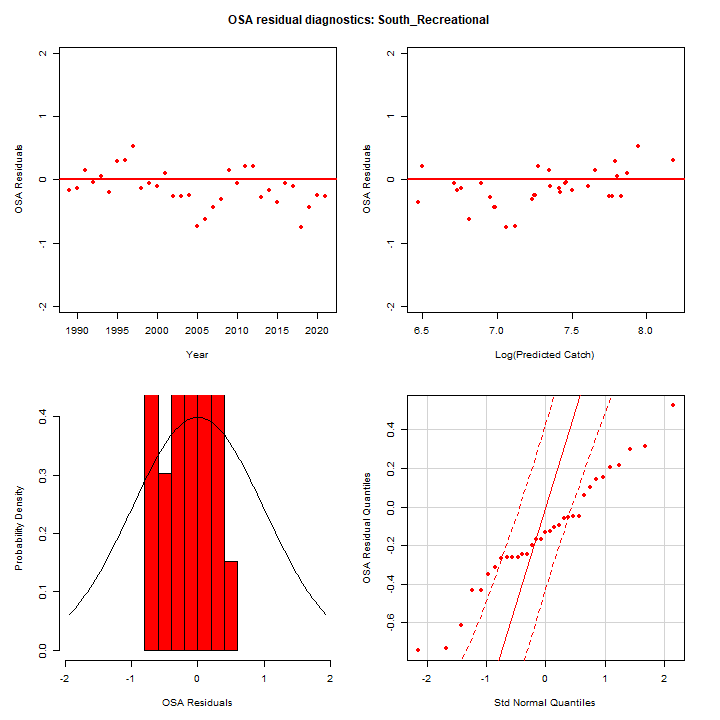 OSA residual diagnostics: South_Recreational
OSA Residuals
2
1
0
-1
-2
1990 1995 2000 2005 2010 2015 2020
Year
OSA Residuals
2
1
0
-1
-2
6.5 7.0 7.5 8.0
Log(Predicted Catch)
Probability Density
0.4
0.3
0.2
0.1
0.0
-2 -1 0 1 2
OSA Residuals
OSA Residual Quantiles
0.4
0.2
0.0
-0.2
-0.6
-2 -1 0 1 2
Std Normal Quantiles